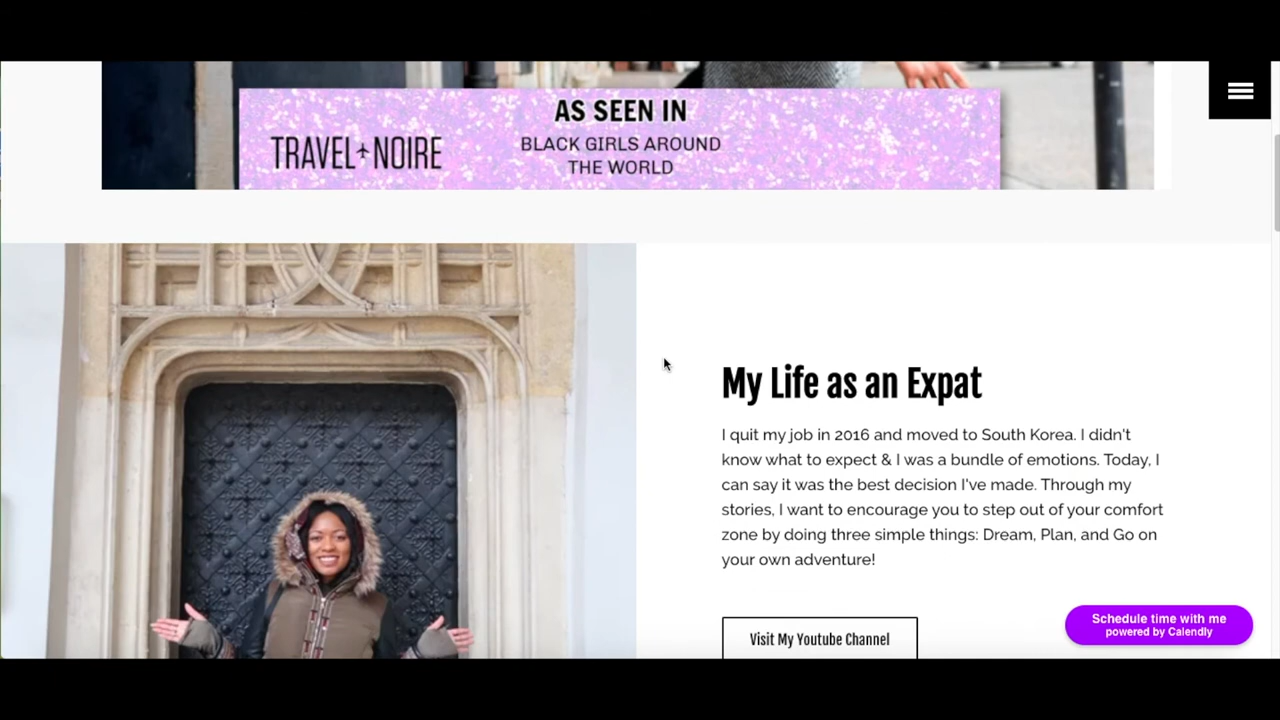 AS SEEN IN
TRAVEL+NOIRE
BLACK GIRLS AROUND
THE WORLD
My Life as an Expat
I quit my job in 2016 and moved to South Korea. I didn't
know what to expect & I was a bundle of emotions. Today, I
can say it was the best decision I've made. Through my
stories, I want to encourage you to step out of your comfort
zone by doing three simple things: Dream, Plan, and Go on
your own adventure!
Visit My Youtube Channel
Schedule time with me
powered by Calendly